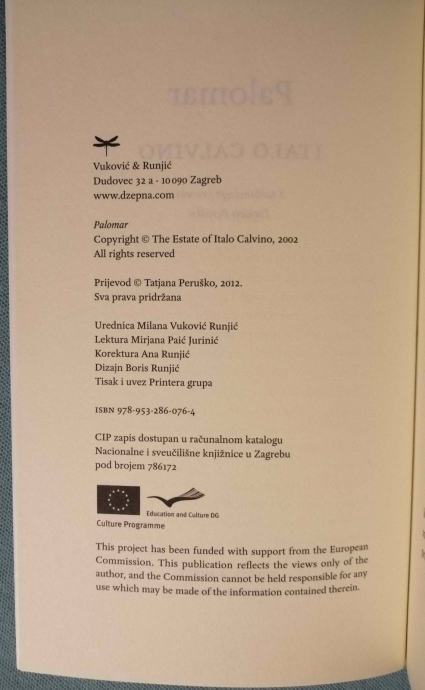 Palomar
ITALO CALVINO
Vuković & Runjić
Dudovec 32 a · 10 090 Zagreb
www.dzepna.com
Palomar
Copyright © The Estate of Italo Calvino, 2002
All rights reserved
Prijevod © Tatjana Peruško, 2012.
Sva prava pridržana
Urednica Milana Vuković Runjić
Lektura Mirjana Paić Jurinić
Korektura Ana Runjić
Dizajn Boris Runjić
Tisak i uvez Printera grupa
ISBN 978-953-286-076-4
CIP zapis dostupan u računalnom katalogu
Nacionalne i sveučilišne knjižnice u Zagrebu
pod brojem 786172
Education and Culture DG
Culture Programme
This project has been funded with support from the European
Commission. This publication reflects the views only of the
author, and the Commission cannot be held responsible for any
use which may be made of the information contained therein.